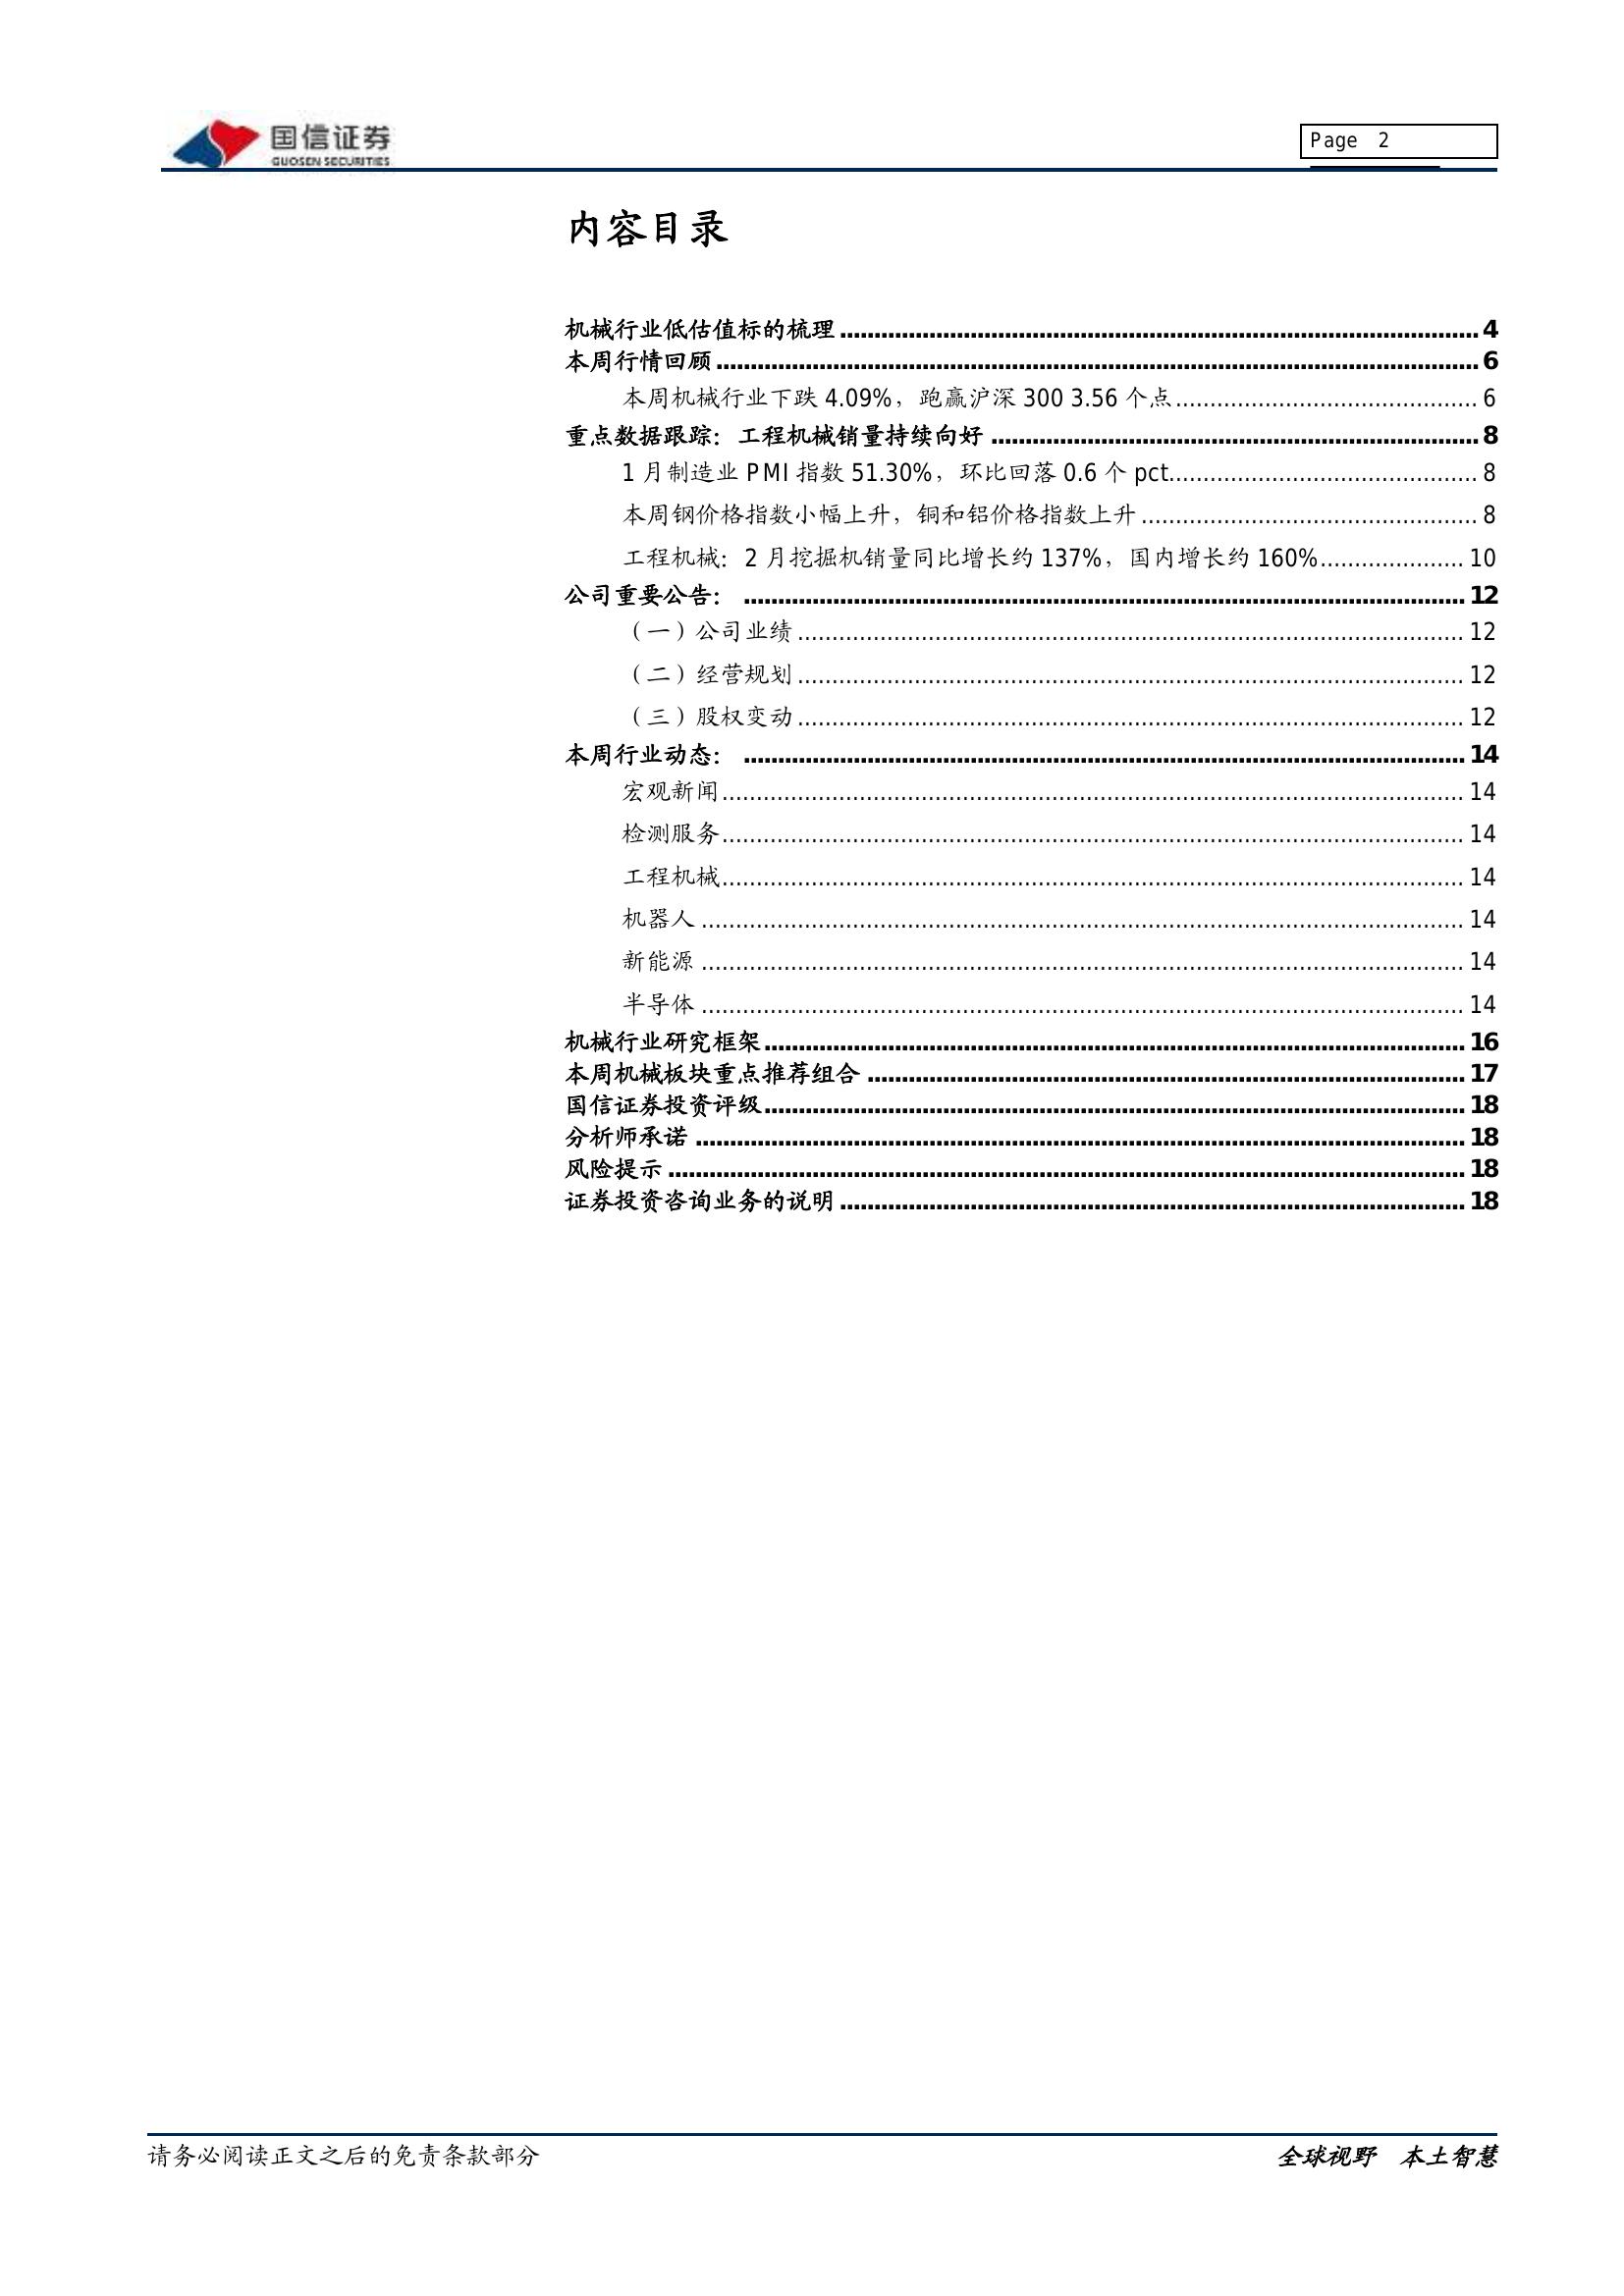 国信证券
GUOSEN SECURITIES
Page 2
内容目录
机械行业低估值标的梳理 ........ 4
本周行情回顾 ........ 6
本周机械行业下跌 4.09%，跑赢沪深 300 3.56 个点 ........ 6
重点数据跟踪：工程机械销量持续向好 ........ 8
1 月制造业 PMI 指数 51.30%，环比回落 0.6 个 pct ........ 8
本周钢价格指数小幅上升，铜和铝价格指数上升 ........ 8
工程机械：2 月挖掘机销量同比增长约 137%，国内增长约 160% ........ 10
公司重要公告： ........ 12
（一）公司业绩 ........ 12
（二）经营规划 ........ 12
（三）股权变动 ........ 12
本周行业动态： ........ 14
宏观新闻 ........ 14
检测服务 ........ 14
工程机械 ........ 14
机器人 ........ 14
新能源 ........ 14
半导体 ........ 14
机械行业研究框架 ........ 16
本周机械板块重点推荐组合 ........ 17
国信证券投资评级 ........ 18
分析师承诺 ........ 18
风险提示 ........ 18
证券投资咨询业务的说明 ........ 18
请务必阅读正文之后的免责条款部分
全球视野 本土智慧